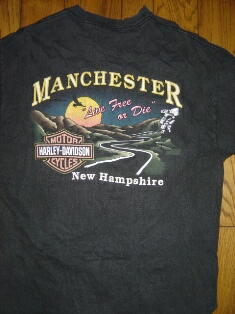 MANCHESTER
"Live Free
or Die"
MOTOR
HARLEY-DAVIDSON
CYCLES
New Hampshire